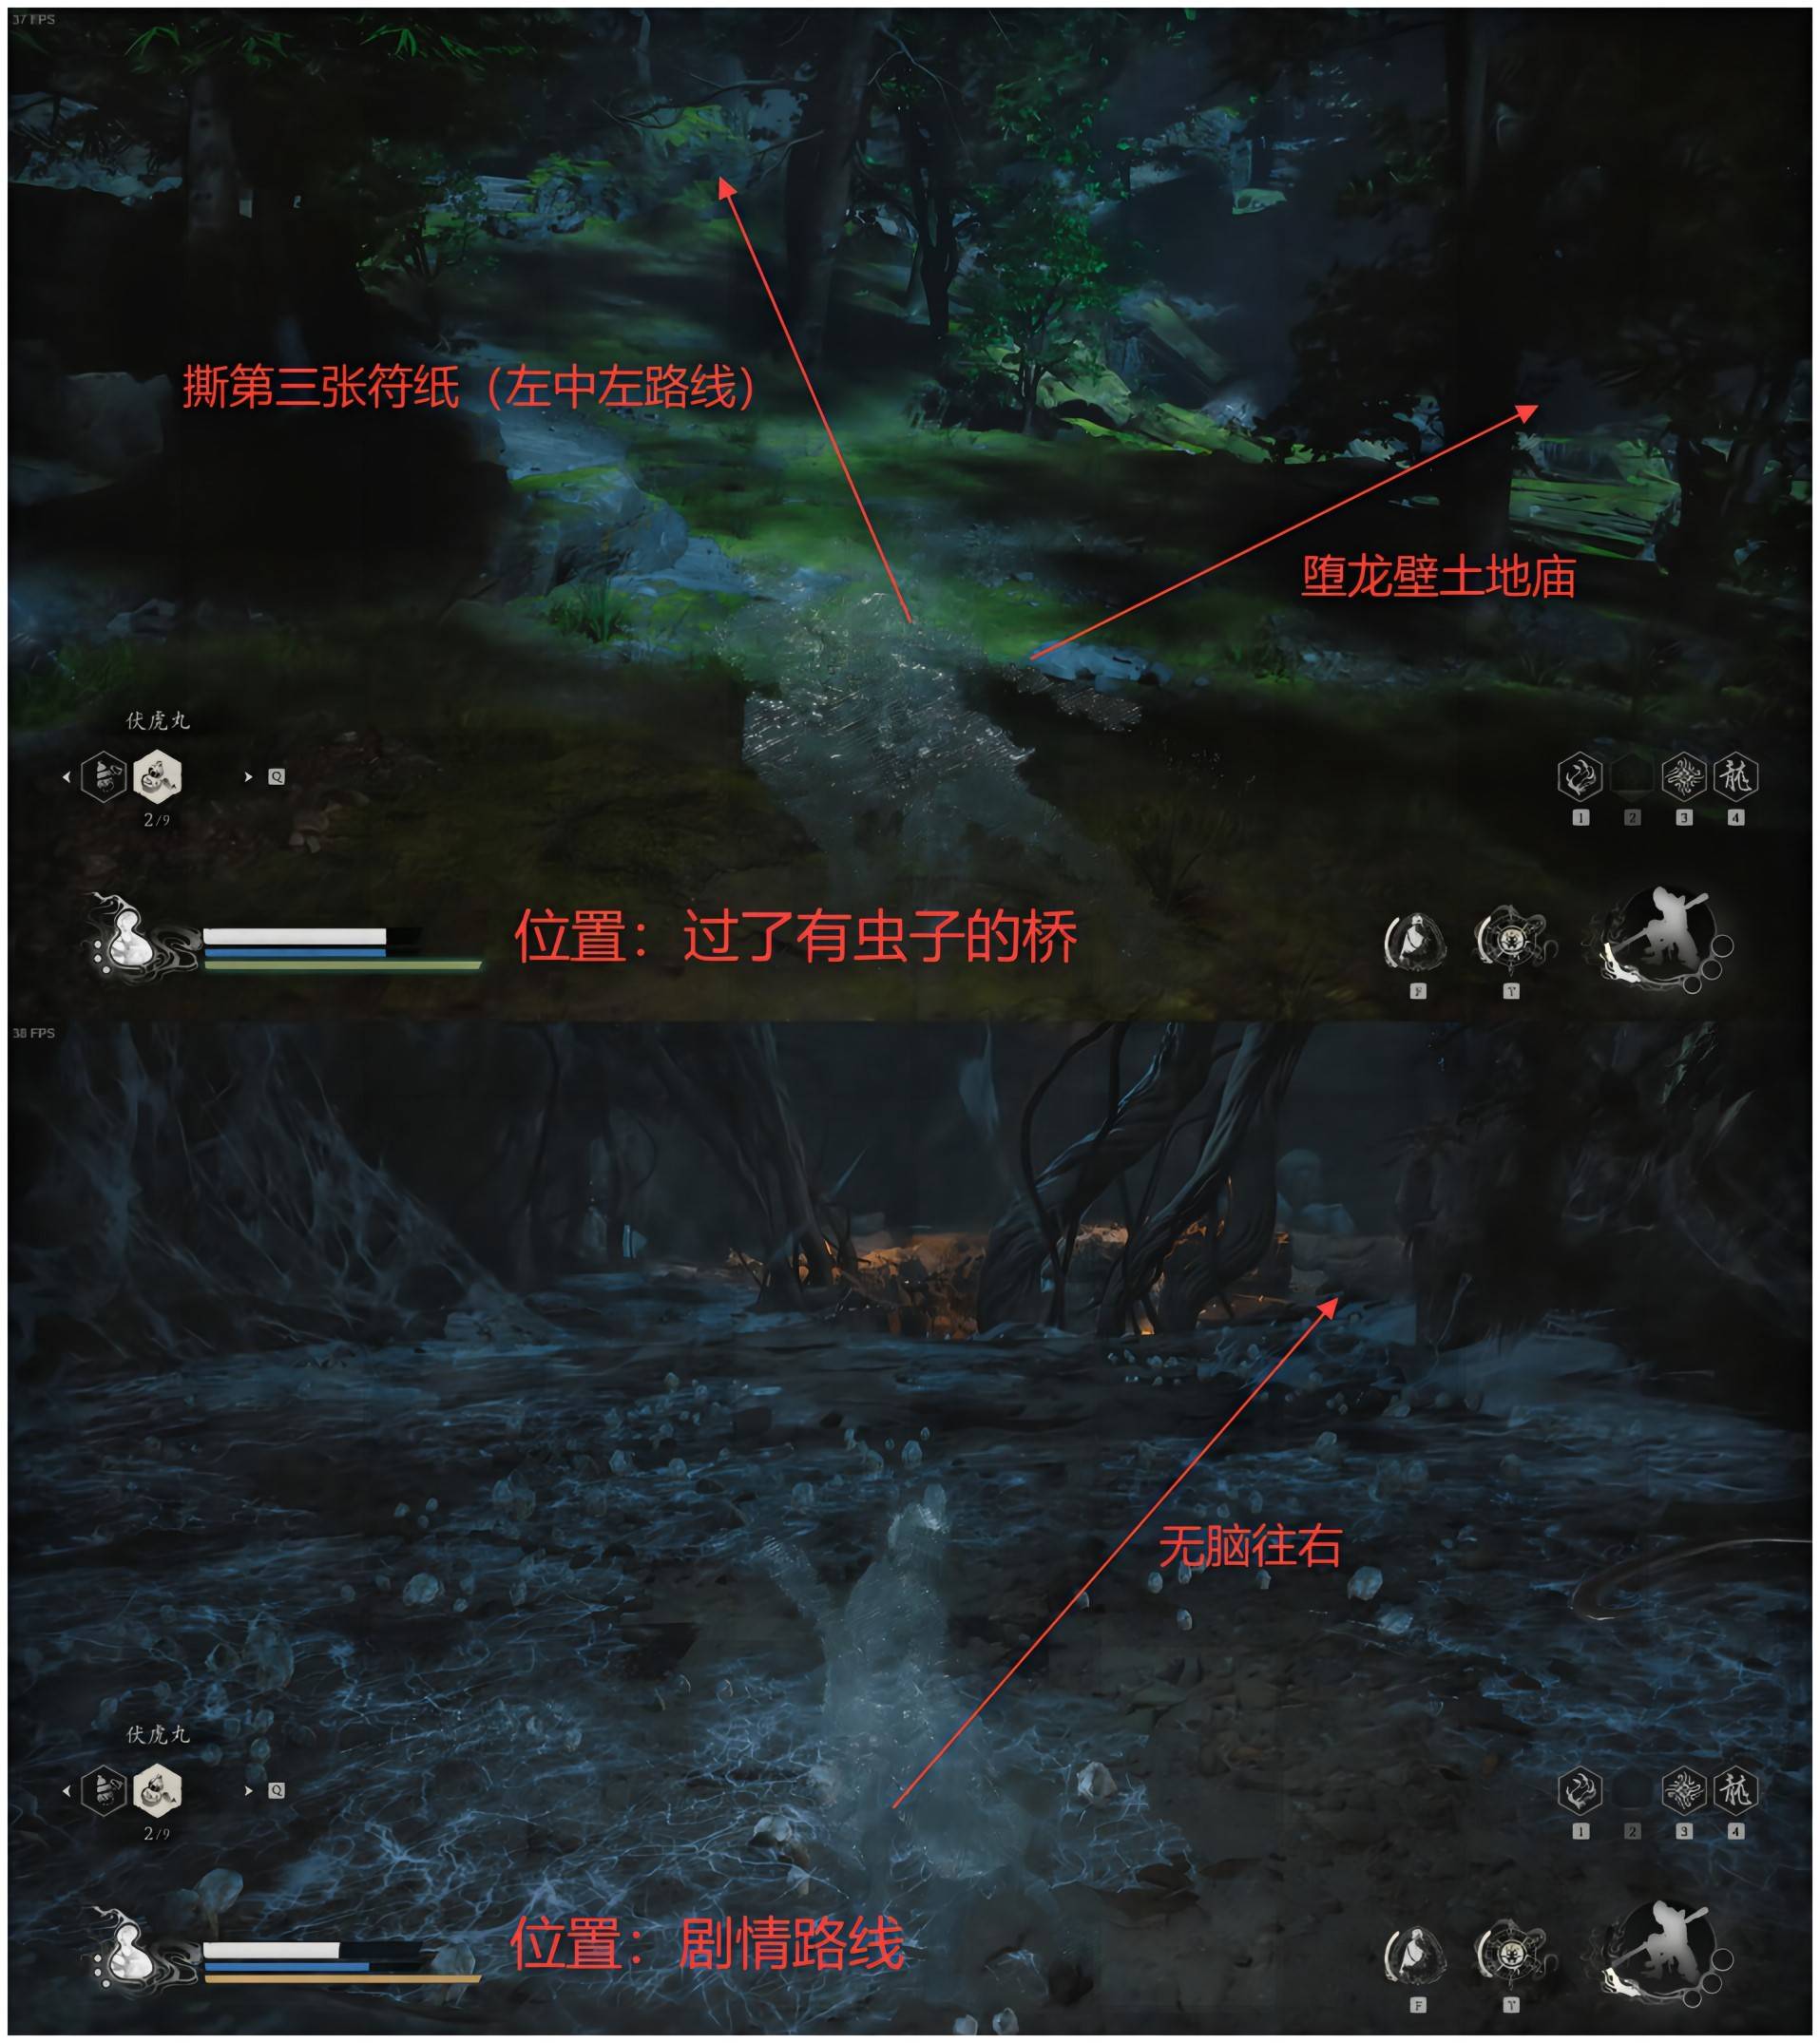 37 FPS
撕第三张符纸（左中左路线）
堕龙壁土地庙
伏虎丸
Q
2/9
1 2 3 4
位置：过了有虫子的桥
F T
38 FPS
无脑往右
伏虎丸
Q
2/9
1 2 3 4
位置：剧情路线
F T